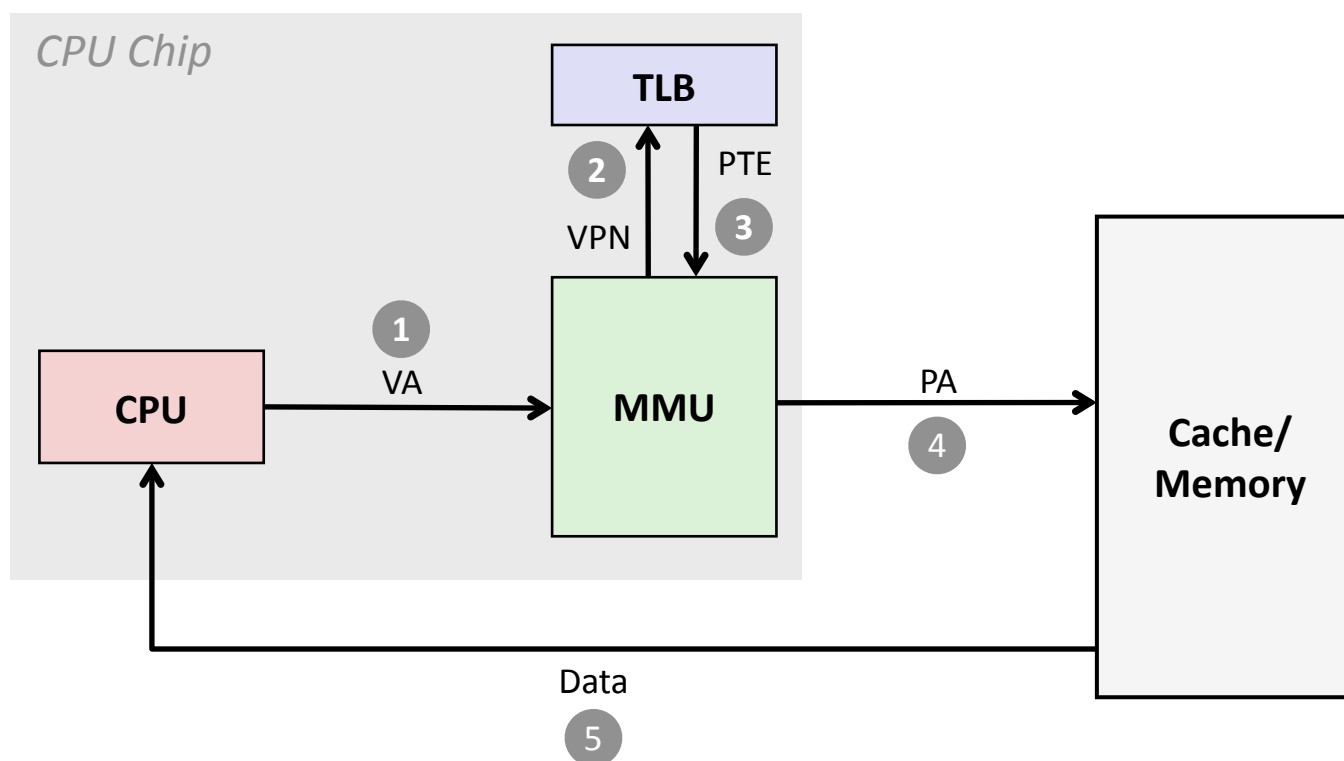 CPU Chip
TLB
2
PTE
VPN
3
1
VA
CPU
MMU
PA
4
Cache/
Memory
Data
5